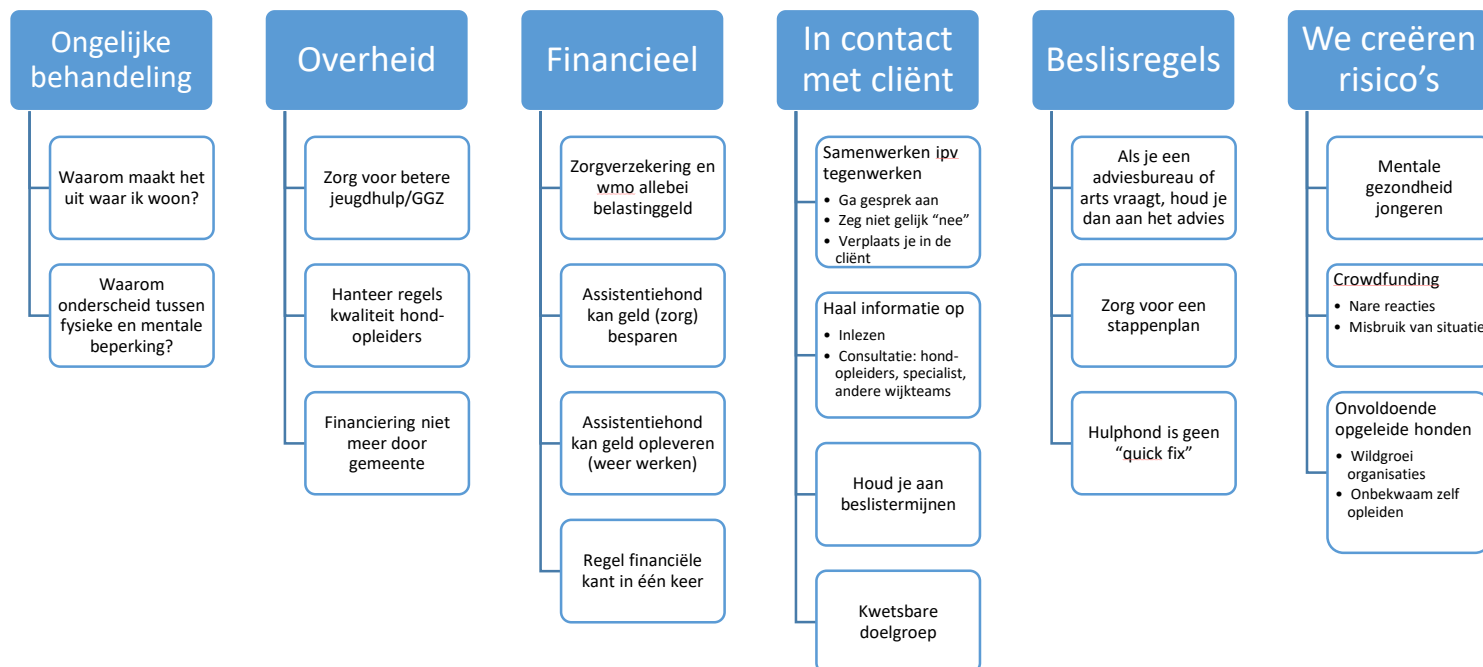 Ongelijke
behandeling
Waarom maakt het
uit waar ik woon?
Waarom
onderscheid tussen
fysieke en mentale
beperking?
Overheid
Zorg voor betere
jeugdhulp/GGZ
Hanteer regels
kwaliteit hond-
opleiders
Financiering niet
meer door
gemeente
Financieel
Zorgverzekering en
wmo allebei
belastinggeld
Assistentiehond
kan geld (zorg)
besparen
Assistentiehond
kan geld opleveren
(weer werken)
Regel financiële
kant in één keer
In contact
met cliënt
Samenwerken ipv
tegenwerken
• Ga gesprek aan
• Zeg niet gelijk “nee”
• Verplaats je in de
cliënt
Haal informatie op
• Inlezen
• Consultatie: hond-
opleiders, specialist,
andere wijkteams
Houd je aan
beslistermijnen
Kwetsbare
doelgroep
Beslisregels
Als je een
adviesbureau of
arts vraagt, houd je
dan aan het advies
Zorg voor een
stappenplan
Hulphond is geen
“quick fix”
We creëren
risico’s
Mentale
gezondheid
jongeren
Crowdfunding
• Nare reacties
• Misbruik van situatie
Onvoldoende
opgeleide honden
• Wildgroei
organisaties
• Onbekwaam zelf
opleiden